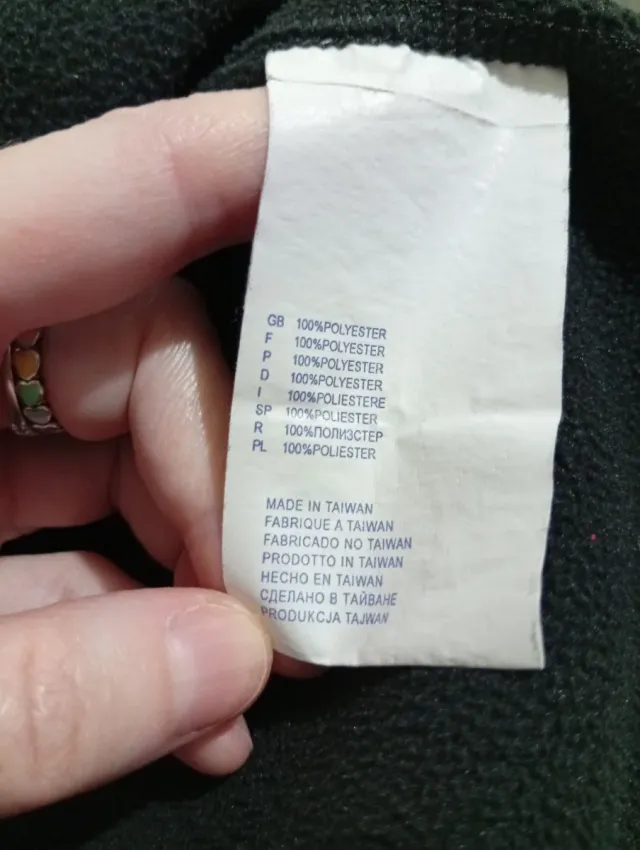 GB 100%POLYESTER
F 100%POLYESTER
P 100%POLYESTER
D 100%POLYESTER
I 100%POLIESTERE
SP 100%POLIESTER
R 100%ПОЛИЗСТЕР
PL 100%POLIESTER
MADE IN TAIWAN
FABRIQUE A TAIWAN
FABRICADO NO TAIWAN
PRODOTTO IN TAIWAN
HECHO EN TAIWAN
СДЕЛАНО В ТАЙВАНЕ
PRODUKCJA TAJWAN